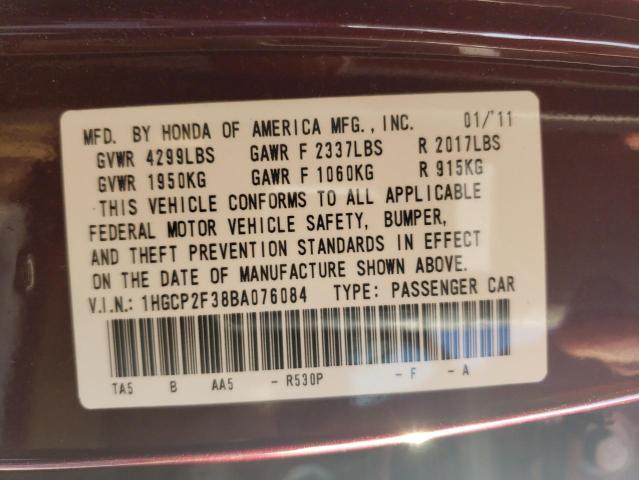 MFD. BY HONDA OF AMERICA MFG., INC. 01/'11
GVWR 4299LBS GAWR F 2337LBS R 2017LBS
GVWR 1950KG GAWR F 1060KG R 915KG
THIS VEHICLE CONFORMS TO ALL APPLICABLE
FEDERAL MOTOR VEHICLE SAFETY, BUMPER,
AND THEFT PREVENTION STANDARDS IN EFFECT
ON THE DATE OF MANUFACTURE SHOWN ABOVE.
V.I.N.: 1HGCP2F38BA076084 TYPE: PASSENGER CAR
TA5 B AA5 - R530P - F - A